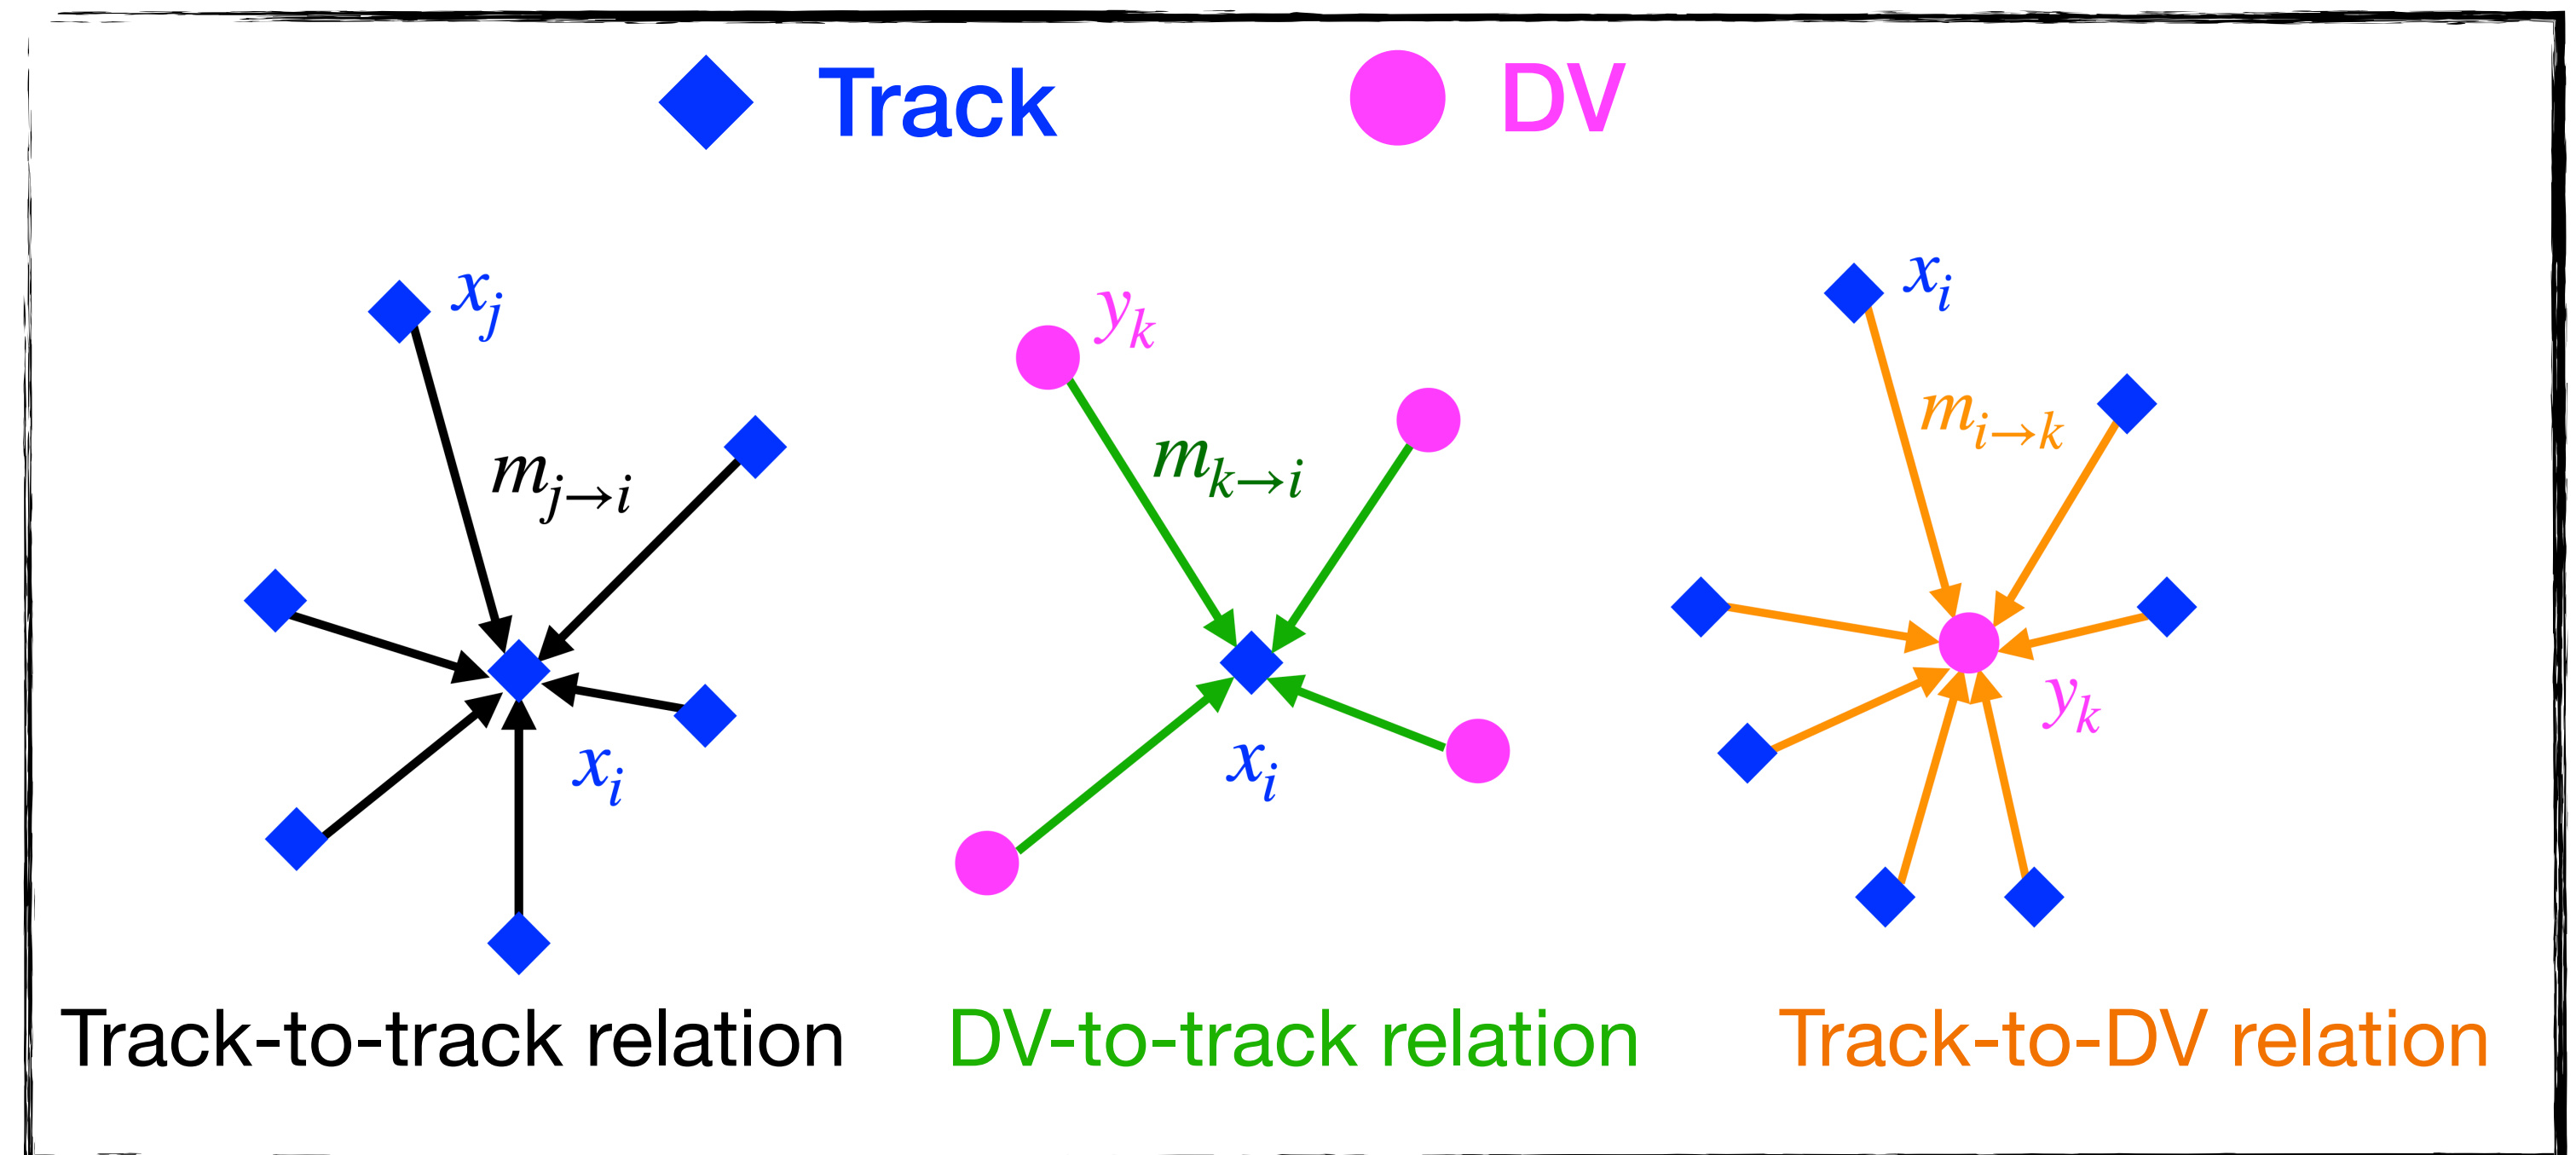 Track
DV
x_j
m_{j→i}
x_i
Track-to-track relation
y_k
m_{k→i}
x_i
DV-to-track relation
x_i
m_{i→k}
y_k
Track-to-DV relation